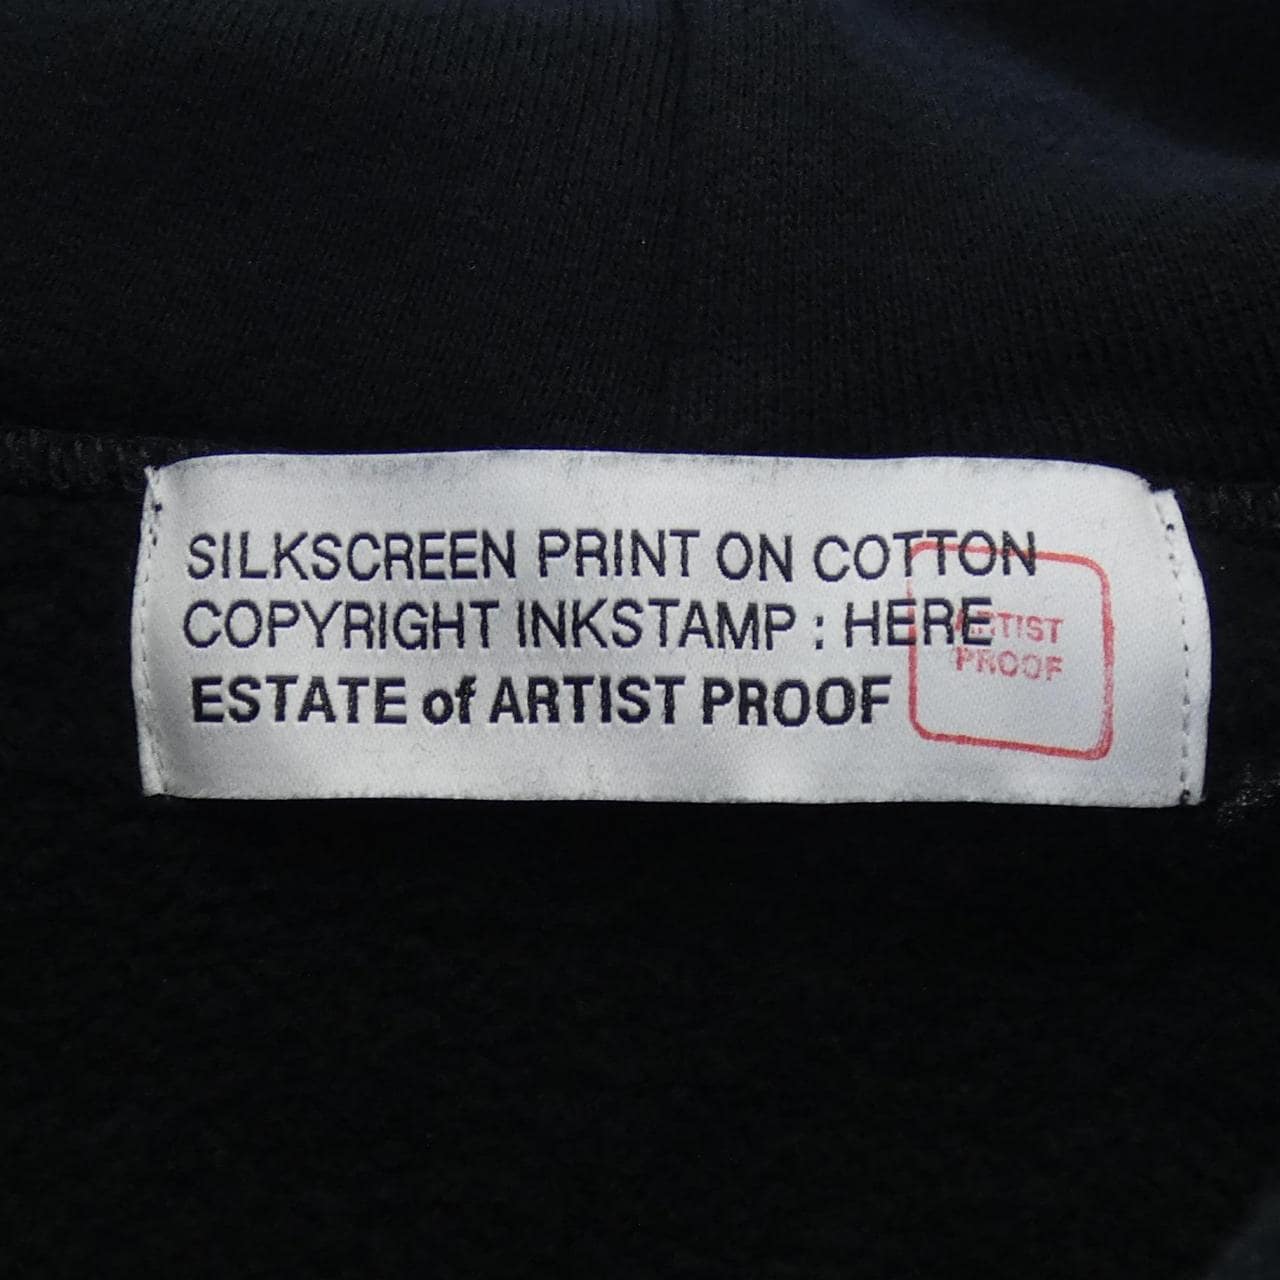 SILKSCREEN PRINT ON COTTON
COPYRIGHT INKSTAMP : HERE
ESTATE of ARTIST PROOF
ARTIST
PROOF